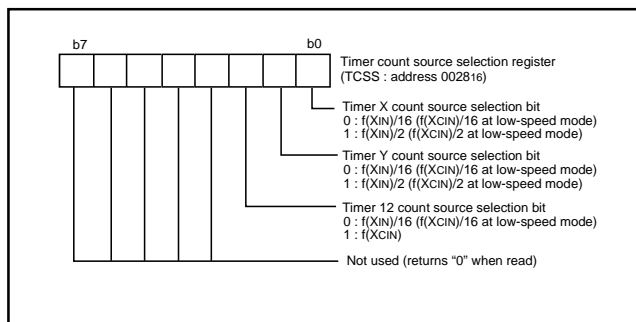 b7
b0
Timer count source selection register
(TCSS : address 002816)
Timer X count source selection bit
0 : f(XIN)/16 (f(XCIN)/16 at low-speed mode)
1 : f(XIN)/2 (f(XCIN)/2 at low-speed mode)
Timer Y count source selection bit
0 : f(XIN)/16 (f(XCIN)/16 at low-speed mode)
1 : f(XIN)/2 (f(XCIN)/2 at low-speed mode)
Timer 12 count source selection bit
0 : f(XIN)/16 (f(XCIN)/16 at low-speed mode)
1 : f(XCIN)
Not used (returns “0” when read)